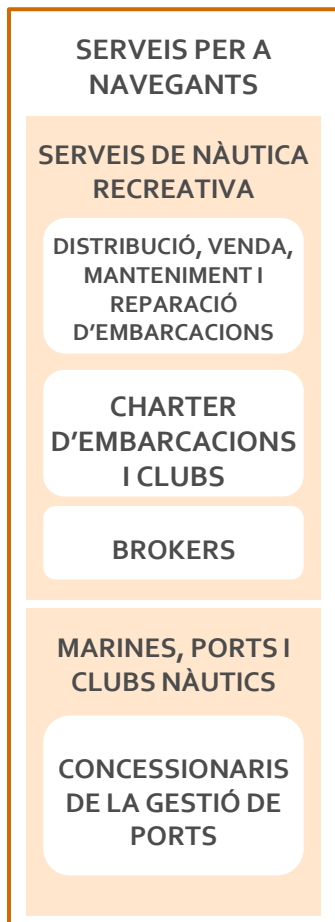 SERVEIS PER A
NAVEGANTS
SERVEIS DE NÀUTICA
RECREATIVA
DISTRIBUCIÓ, VENDA,
MANTENIMENT I
REPARACIÓ
D'EMBARCACIONS
CHARTER
D'EMBARCACIONS
I CLUBS
BROKERS
MARINES, PORTS I
CLUBS NÀUTICS
CONCESSIONARIS
DE LA GESTIÓ DE
PORTS